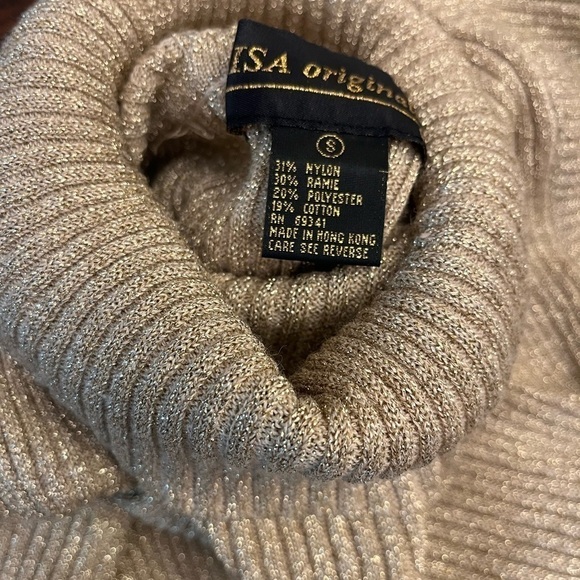 ISA origina
S
31% NYLON
30% RAMIE
20% POLYESTER
19% COTTON
RN 69341
MADE IN HONG KONG
CARE SEE REVERSE